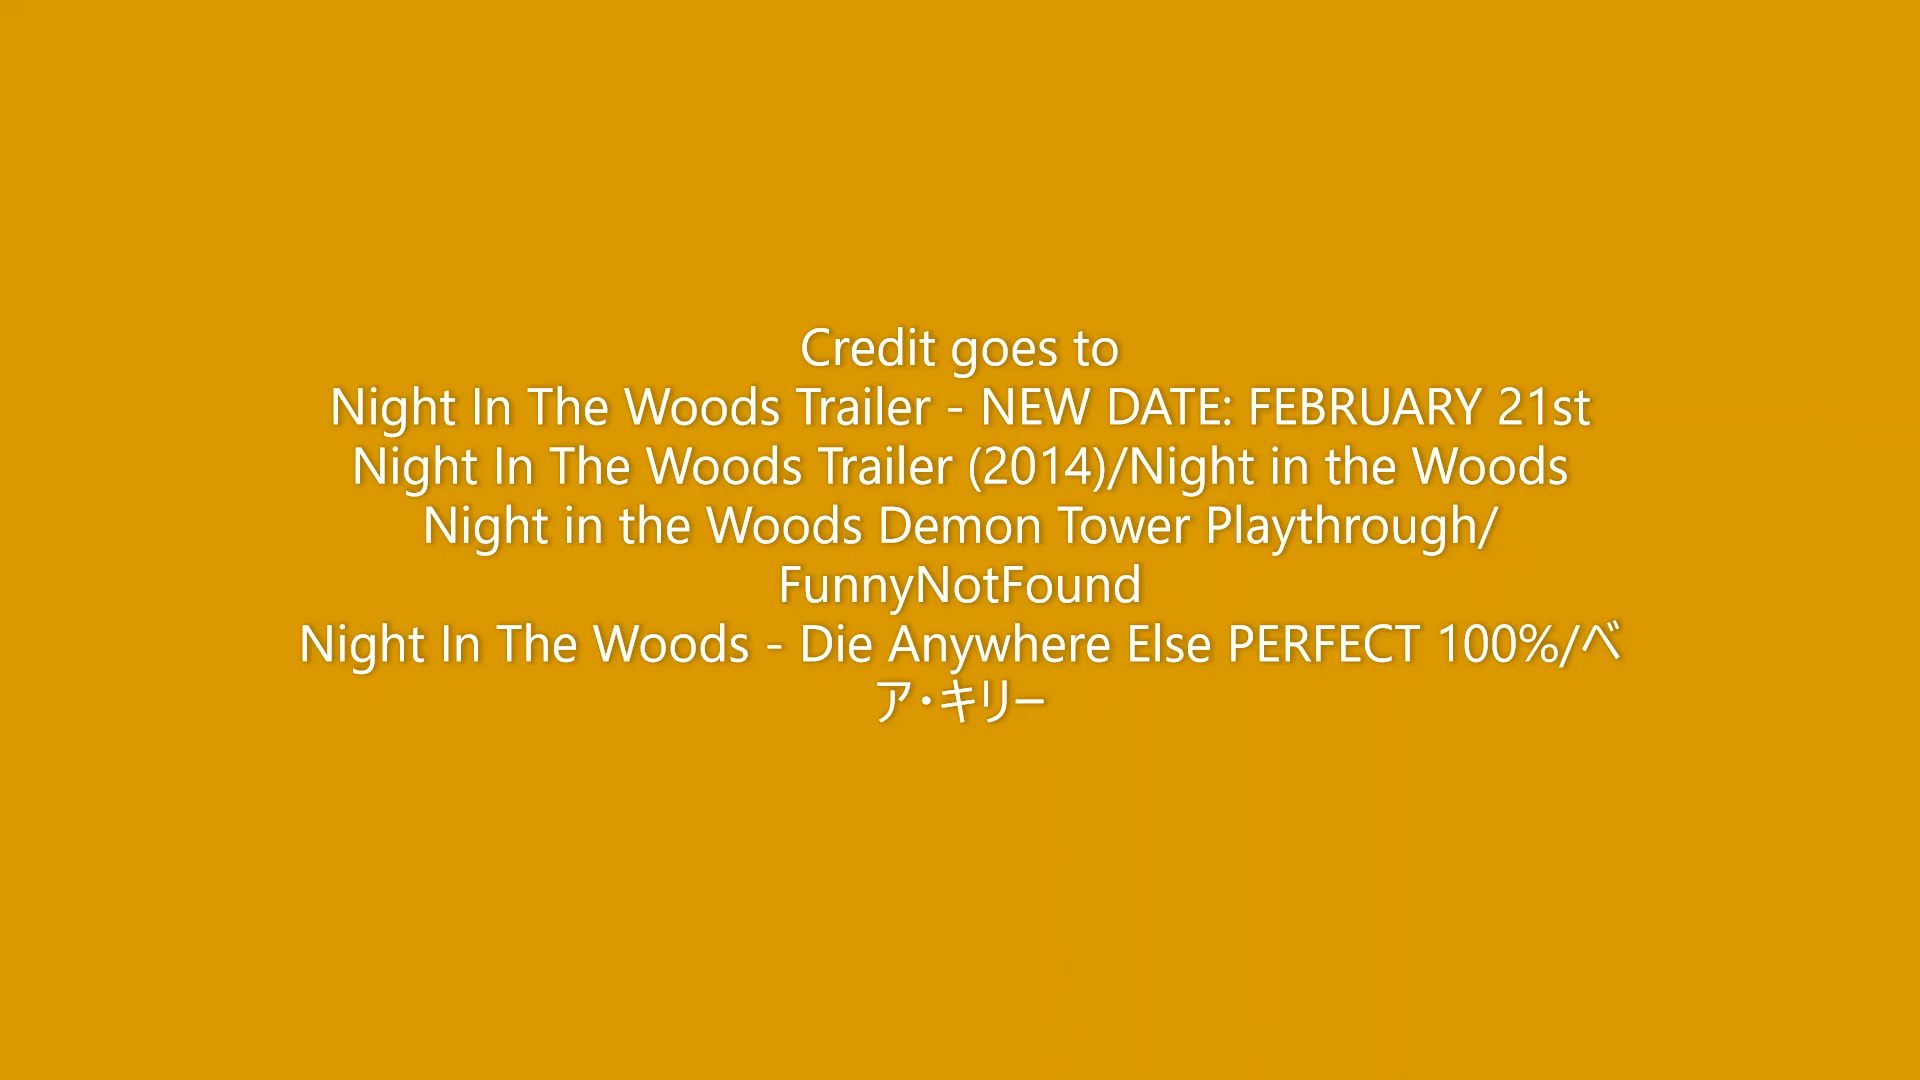 Credit goes to
Night In The Woods Trailer - NEW DATE: FEBRUARY 21st
Night In The Woods Trailer (2014)/Night in the Woods
Night in the Woods Demon Tower Playthrough/
FunnyNotFound
Night In The Woods - Die Anywhere Else PERFECT 100%/ベ
ア・キリー